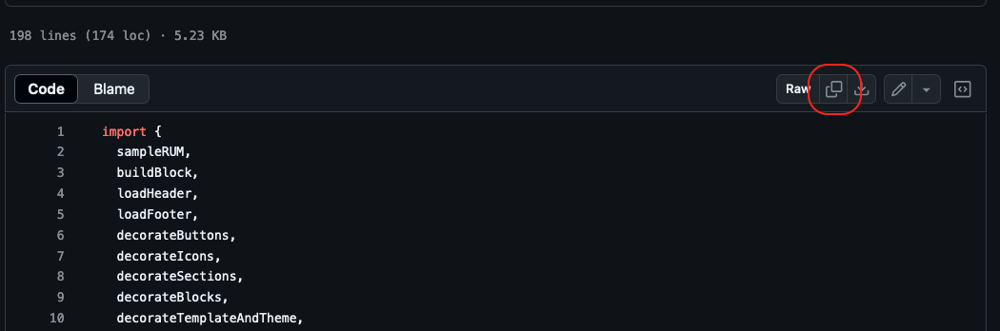 198 lines (174 loc) · 5.23 KB
Code Blame Raw
1 import {
2 sampleRUM,
3 buildBlock,
4 loadHeader,
5 loadFooter,
6 decorateButtons,
7 decorateIcons,
8 decorateSections,
9 decorateBlocks,
10 decorateTemplateAndTheme,